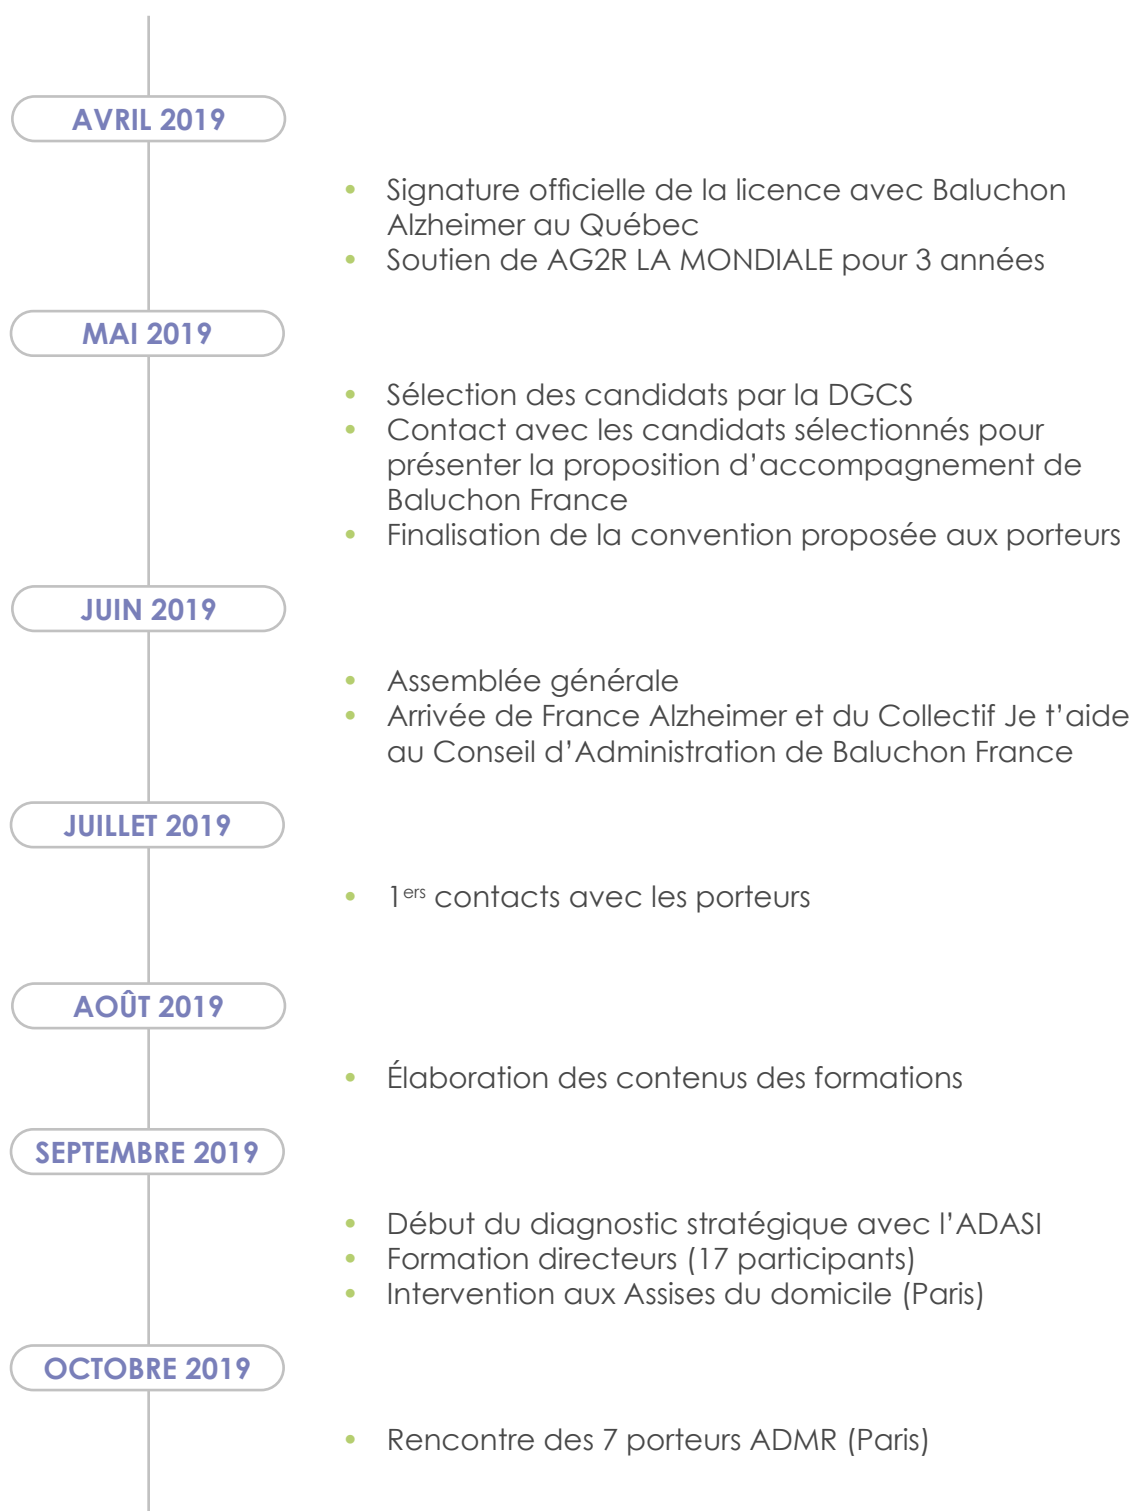 AVRIL 2019
• Signature officielle de la licence avec Baluchon
Alzheimer au Québec
• Soutien de AG2R LA MONDIALE pour 3 années
MAI 2019
• Sélection des candidats par la DGCS
• Contact avec les candidats sélectionnés pour
présenter la proposition d’accompagnement de
Baluchon France
• Finalisation de la convention proposée aux porteurs
JUIN 2019
• Assemblée générale
• Arrivée de France Alzheimer et du Collectif Je t’aide
au Conseil d’Administration de Baluchon France
JUILLET 2019
• 1ers contacts avec les porteurs
AOÛT 2019
• Élaboration des contenus des formations
SEPTEMBRE 2019
• Début du diagnostic stratégique avec l’ADASI
• Formation directeurs (17 participants)
• Intervention aux Assises du domicile (Paris)
OCTOBRE 2019
• Rencontre des 7 porteurs ADMR (Paris)